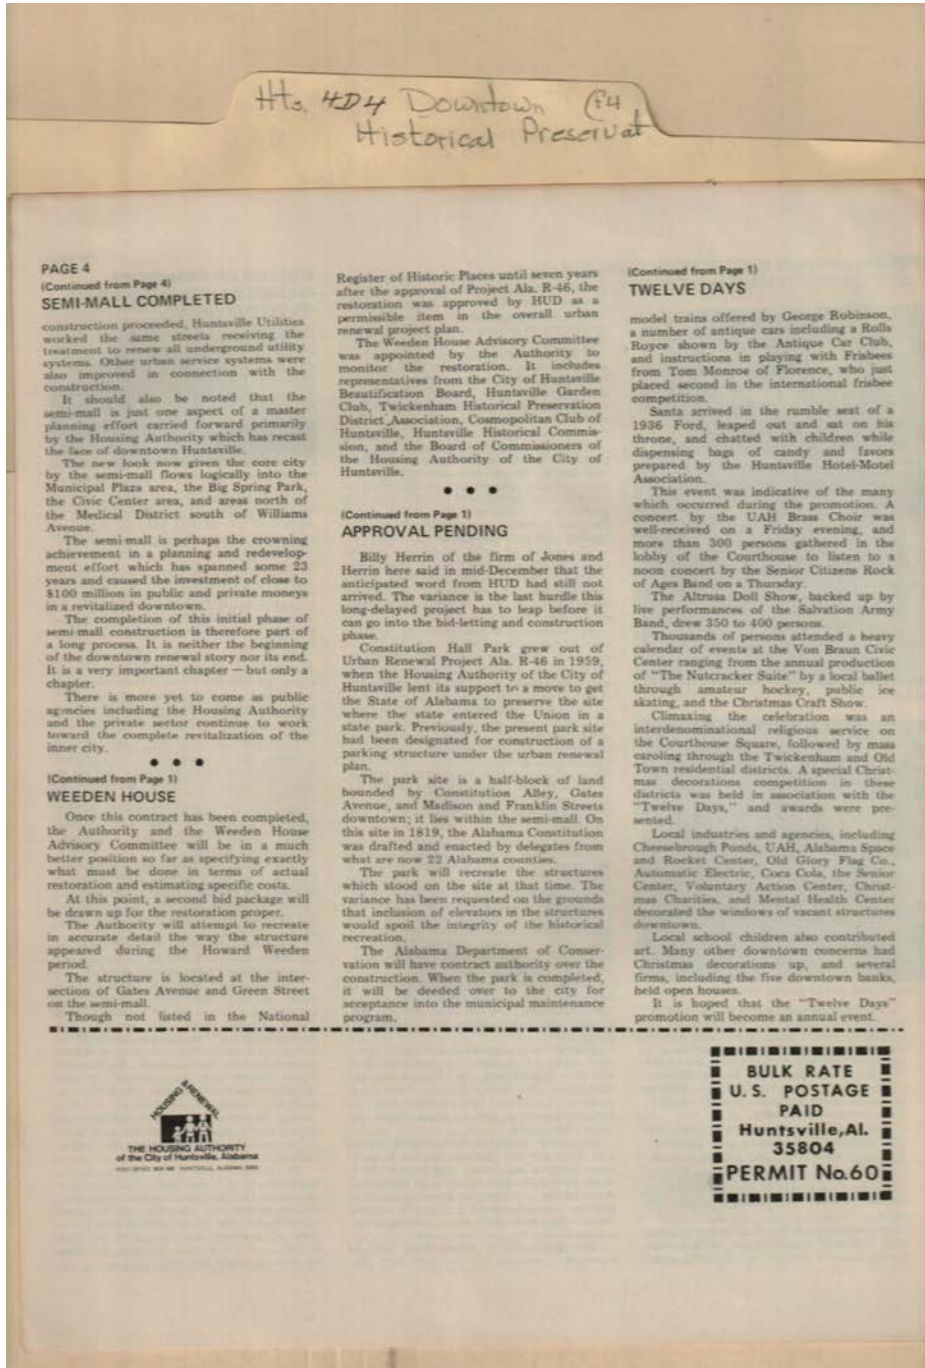 Hts. 4D4 Downtown (f4
Historical Preservat
PAGE 4
(Continued from Page 4)
SEMI-MALL COMPLETED
construction proceeded, Huntsville Utilities
worked the same streets receiving the
treatment to renew all underground utility
systems. Other urban service systems were
also improved in connection with the
construction.
It should also be noted that the
semi-mall is just one aspect of a master
planning effort carried forward primarily
by the Housing Authority which has recast
the face of downtown Huntsville.
The new look now given the core city
by the semi-mall flows logically into the
Municipal Plaza area, the Big Spring Park,
the Civic Center area, and areas north of
the Medical District south of Williams
Avenue.
The semi-mall is perhaps the crowning
achievement in a planning and redevelop-
ment effort which has spanned some 23
years and caused the investment of close to
$100 million in public and private moneys
in a revitalized downtown.
The completion of this initial phase of
semi-mall construction is therefore part of
a long process. It is neither the beginning
of the downtown renewal story nor its end.
It is a very important chapter — but only a
chapter.
There is more yet to come as public
agencies including the Housing Authority
and the private sector continue to work
toward the complete revitalization of the
inner city.
• • •
(Continued from Page 1)
WEEDEN HOUSE
Once this contract has been completed,
the Authority and the Weeden House
Advisory Committee will be in a much
better position so far as specifying exactly
what must be done in terms of actual
restoration and estimating specific costs.
At this point, a second bid package will
be drawn up for the restoration proper.
The Authority will attempt to recreate
in accurate detail the way the structure
appeared during the Howard Weeden
period.
The structure is located at the inter-
section of Gates Avenue and Green Street
on the semi-mall.
Though not listed in the National
Register of Historic Places until seven years
after the approval of Project Ala. R-46, the
restoration was approved by HUD as a
permissible item in the overall urban
renewal project plan.
The Weeden House Advisory Committee
was appointed by the Authority to
monitor the restoration. It includes
representatives from the City of Huntsville
Beautification Board, Huntsville Garden
Club, Twickenham Historical Preservation
District Association, Cosmopolitan Club of
Huntsville, Huntsville Historical Commis-
sion, and the Board of Commissioners of
the Housing Authority of the City of
Huntsville.
• • •
(Continued from Page 1)
APPROVAL PENDING
Billy Herrin of the firm of Jones and
Herrin here said in mid-December that the
anticipated word from HUD had still not
arrived. The variance is the last hurdle this
long-delayed project has to leap before it
can go into the bid-letting and construction
phase.
Constitution Hall Park grew out of
Urban Renewal Project Ala. R-46 in 1959,
when the Housing Authority of the City of
Huntsville lent its support to a move to get
the State of Alabama to preserve the site
where the state entered the Union in a
state park. Previously, the present park site
had been designated for construction of a
parking structure under the urban renewal
plan.
The park site is a half-block of land
bounded by Constitution Alley, Gates
Avenue, and Madison and Franklin Streets
downtown; it lies within the semi-mall. On
this site in 1819, the Alabama Constitution
was drafted and enacted by delegates from
what are now 22 Alabama counties.
The park will recreate the structures
which stood on the site at that time. The
variance has been requested on the grounds
that inclusion of elevators in the structures
would spoil the integrity of the historical
recreation.
The Alabama Department of Conser-
vation will have contract authority over the
construction. When the park is completed,
it will be deeded over to the city for
acceptance into the municipal maintenance
program.
(Continued from Page 1)
TWELVE DAYS
model trains offered by George Robinson,
a number of antique cars including a Rolls
Royce shown by the Antique Car Club,
and instructions in playing with Frisbees
from Tom Monroe of Florence, who just
placed second in the international frisbee
competition.
Santa arrived in the rumble seat of a
1936 Ford, leaped out and sat on his
throne, and chatted with children while
dispensing bags of candy and favors
prepared by the Huntsville Hotel-Motel
Association.
This event was indicative of the many
which occurred during the promotion. A
concert by the UAH Brass Choir was
well-received on a Friday evening, and
more than 300 persons gathered in the
lobby of the Courthouse to listen to a
noon concert by the Senior Citizens Rock
of Ages Band on a Thursday.
The Altrusa Doll Show, backed up by
live performances of the Salvation Army
Band, drew 350 to 400 persons.
Thousands of persons attended a heavy
calendar of events at the Von Braun Civic
Center ranging from the annual production
of "The Nutcracker Suite" by a local ballet
through amateur hockey, public ice
skating, and the Christmas Craft Show.
Climaxing the celebration was an
interdenominational religious service on
the Courthouse Square, followed by mass
caroling through the Twickenham and Old
Town residential districts. A special Christ-
mas decorations competition in these
districts was held in association with the
"Twelve Days," and awards were pre-
sented.
Local industries and agencies, including
Cheesebrough Ponds, UAH, Alabama Space
and Rocket Center, Old Glory Flag Co.,
Automatic Electric, Coca Cola, the Senior
Center, Voluntary Action Center, Christ-
mas Charities, and Mental Health Center
decorated the windows of vacant structures
downtown.
Local school children also contributed
art. Many other downtown concerns had
Christmas decorations up, and several
firms, including the five downtown banks,
held open houses.
It is hoped that the "Twelve Days"
promotion will become an annual event.
HOUSING & RENEWAL
THE HOUSING AUTHORITY
of the City of Huntsville, Alabama
BULK RATE
U.S. POSTAGE
PAID
Huntsville, Al.
35804
PERMIT No.60